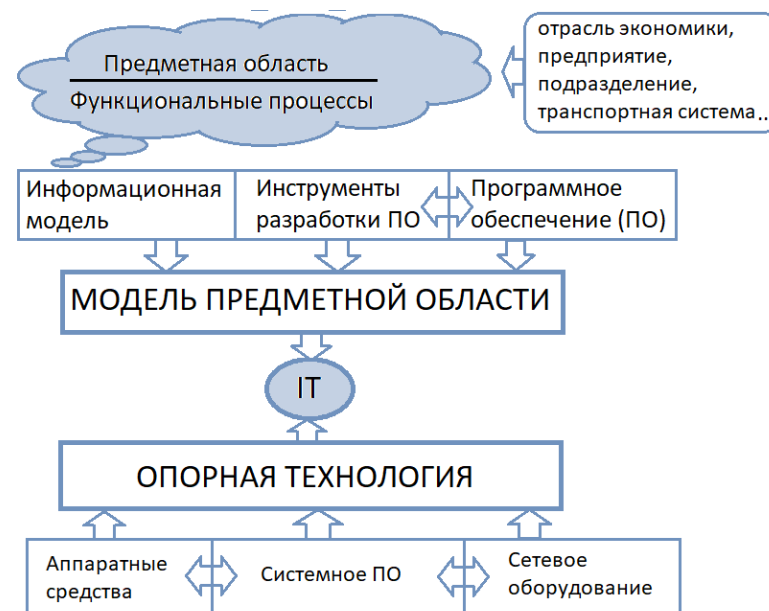 Предметная область
Функциональные процессы
отрасль экономики,
предприятие,
подразделение,
транспортная система..
Информационная
модель
Инструменты
разработки ПО
Программное
обеспечение (ПО)
МОДЕЛЬ ПРЕДМЕТНОЙ ОБЛАСТИ
IT
ОПОРНАЯ ТЕХНОЛОГИЯ
Аппаратные
средства
Системное ПО
Сетевое
оборудование